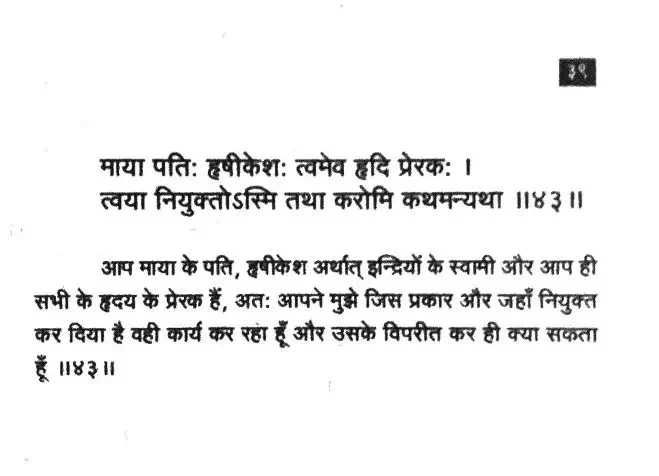 ३९
माया पतिः हृषीकेशः त्वमेव हृदि प्रेरकः ।
त्वया नियुक्तोऽस्मि तथा करोमि कथमन्यथा ॥४३॥
आप माया के पति, हृषीकेश अर्थात् इन्द्रियों के स्वामी और आप ही
सभी के हृदय के प्रेरक हैं, अतः आपने मुझे जिस प्रकार और जहाँ नियुक्त
कर दिया है वही कार्य कर रहा हूँ और उसके विपरीत कर ही क्या सकता
हूँ ॥४३॥